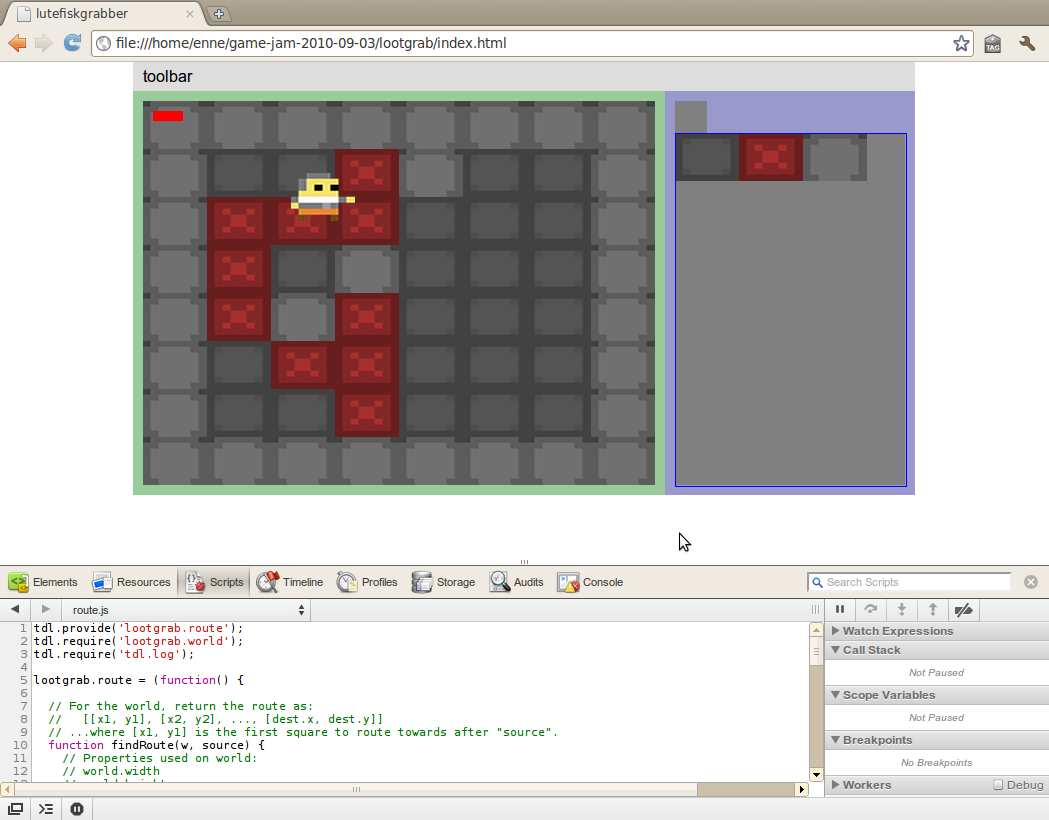 lutefiskgrabber
file:///home/enne/game-jam-2010-09-03/lootgrab/index.html
TAG
toolbar
Elements Resources Scripts Timeline Profiles Storage Audits Console Search Scripts
route.js
1 tdl.provide('lootgrab.route');
2 tdl.require('lootgrab.world');
3 tdl.require('tdl.log');
4
5 lootgrab.route = (function() {
6
7 // For the world, return the route as:
8 //   [[x1, y1], [x2, y2], ..., [dest.x, dest.y]]
9 // ...where [x1, y1] is the first square to route towards after "source".
10 function findRoute(w, source) {
11 // Properties used on world:
12 // world.width
Watch Expressions
Call Stack
Not Paused
Scope Variables
Not Paused
Breakpoints
No Breakpoints
Workers Debug